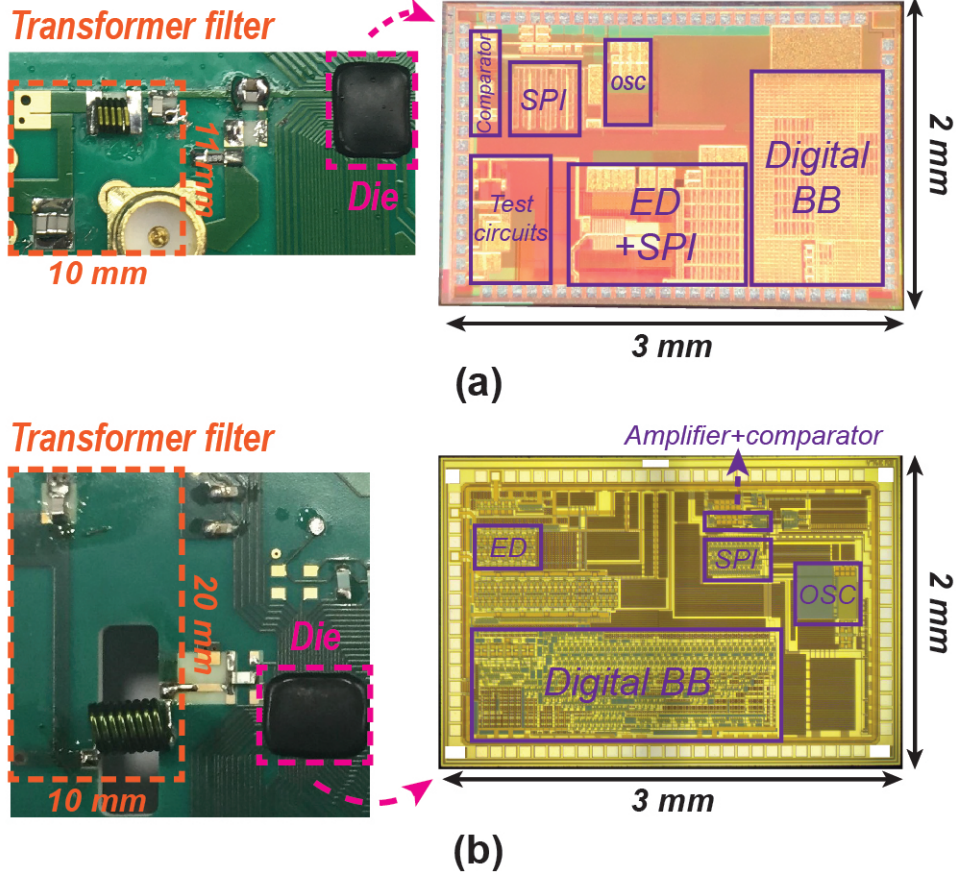 Transformer filter
11 mm
Die
10 mm
Comparator
SPI
OSC
Digital
BB
Test
circuits
ED
+SPI
2 mm
3 mm
(a)
Transformer filter
20 mm
Die
10 mm
Amplifier+comparator
ED
SPI
OSC
Digital BB
2 mm
3 mm
(b)